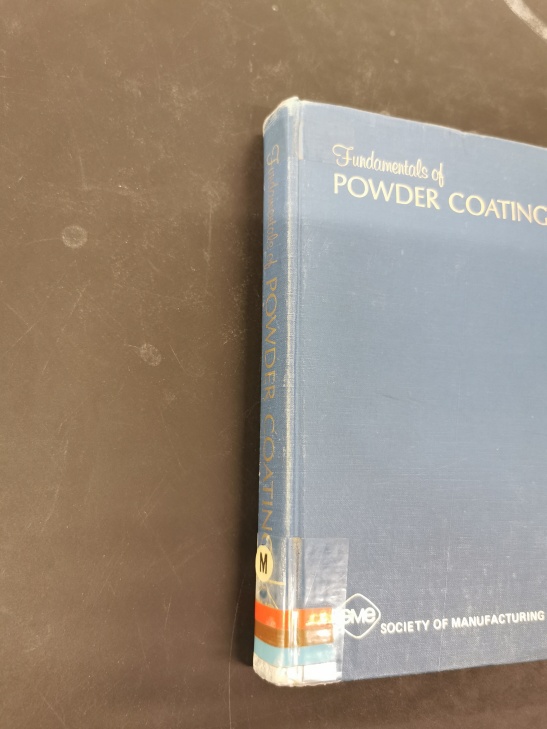 Fundamentals of
POWDER COATING
Fundamentals of POWDER COATING
M
sme
SOCIETY OF MANUFACTURING